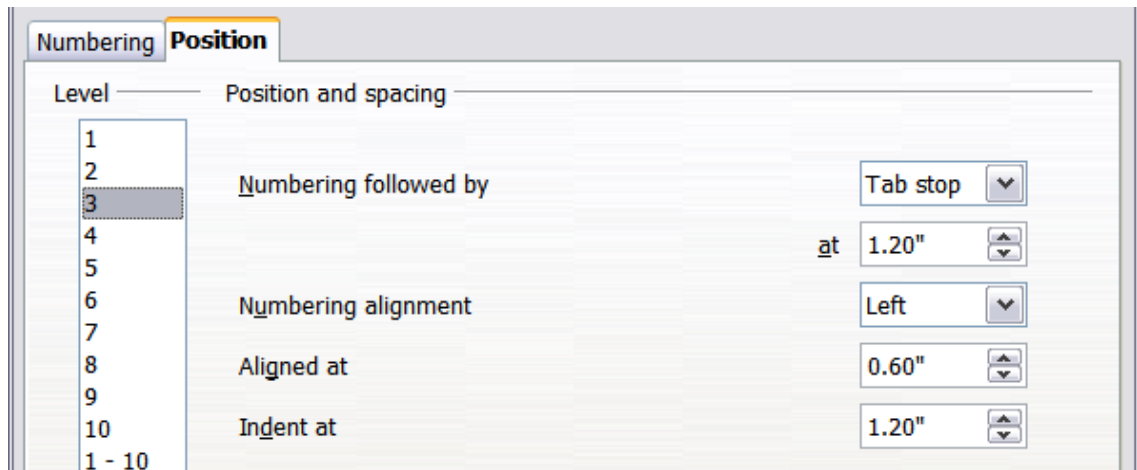 Numbering Position
Level Position and spacing
1
2
3
4
5
6
7
8
9
10
1 - 10
Numbering followed by Tab stop
at 1.20"
Numbering alignment Left
Aligned at 0.60"
Indent at 1.20"